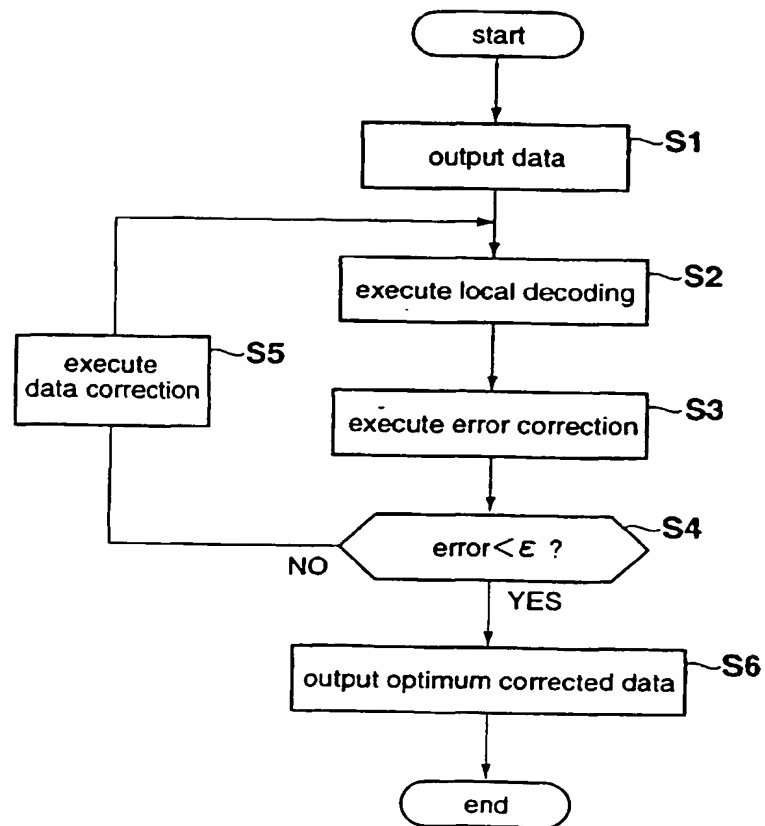 start
output data
S1
execute local decoding
S2
execute
data correction
S5
execute error correction
S3
error<ε ?
S4
NO
YES
output optimum corrected data
S6
end